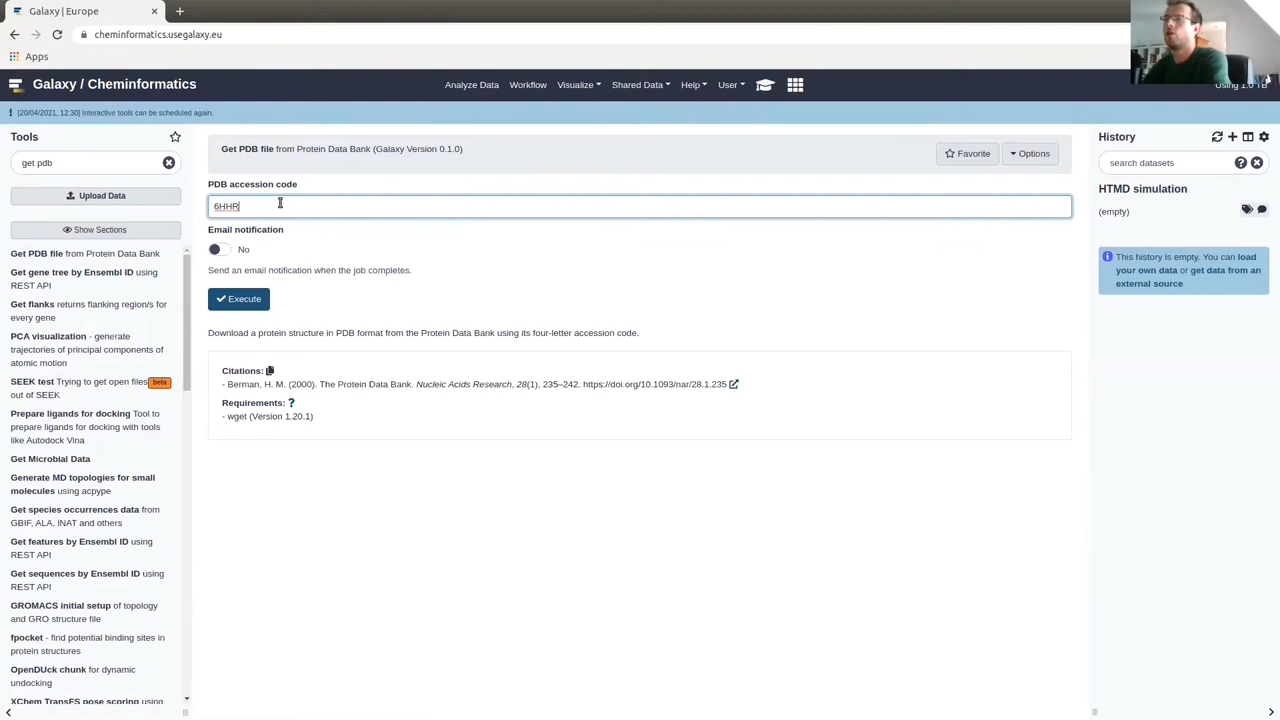 Galaxy | Europe
cheminformatics.usegalaxy.eu
Apps
Galaxy / Cheminformatics
Analyze Data Workflow Visualize Shared Data Help User
Using 1.0 TB
[20/04/2021, 12:30] Interactive tools can be scheduled again.
Tools
get pdb
Upload Data
Show Sections
Get PDB file from Protein Data Bank
Get gene tree by Ensembl ID using
REST API
Get flanks returns flanking region/s for
every gene
PCA visualization - generate
trajectories of principal components of
atomic motion
SEEK test Trying to get open files beta
out of SEEK
Prepare ligands for docking Tool to
prepare ligands for docking with tools
like Autodock Vina
Get Microbial Data
Generate MD topologies for small
molecules using acpype
Get species occurrences data from
GBIF, ALA, iNAT and others
Get features by Ensembl ID using
REST API
Get sequences by Ensembl ID using
REST API
GROMACS initial setup of topology
and GRO structure file
fpocket - find potential binding sites in
protein structures
OpenDUck chunk for dynamic
undocking
XChem TransFS pose scoring using
Get PDB file from Protein Data Bank (Galaxy Version 0.1.0)
Favorite
Options
PDB accession code
6HHR
Email notification
No
Send an email notification when the job completes.
Execute
Download a protein structure in PDB format from the Protein Data Bank using its four-letter accession code.
Citations:
- Berman, H. M. (2000). The Protein Data Bank. Nucleic Acids Research, 28(1), 235–242. https://doi.org/10.1093/nar/28.1.235
Requirements: ?
- wget (Version 1.20.1)
History
search datasets
HTMD simulation
(empty)
This history is empty. You can load
your own data or get data from an
external source